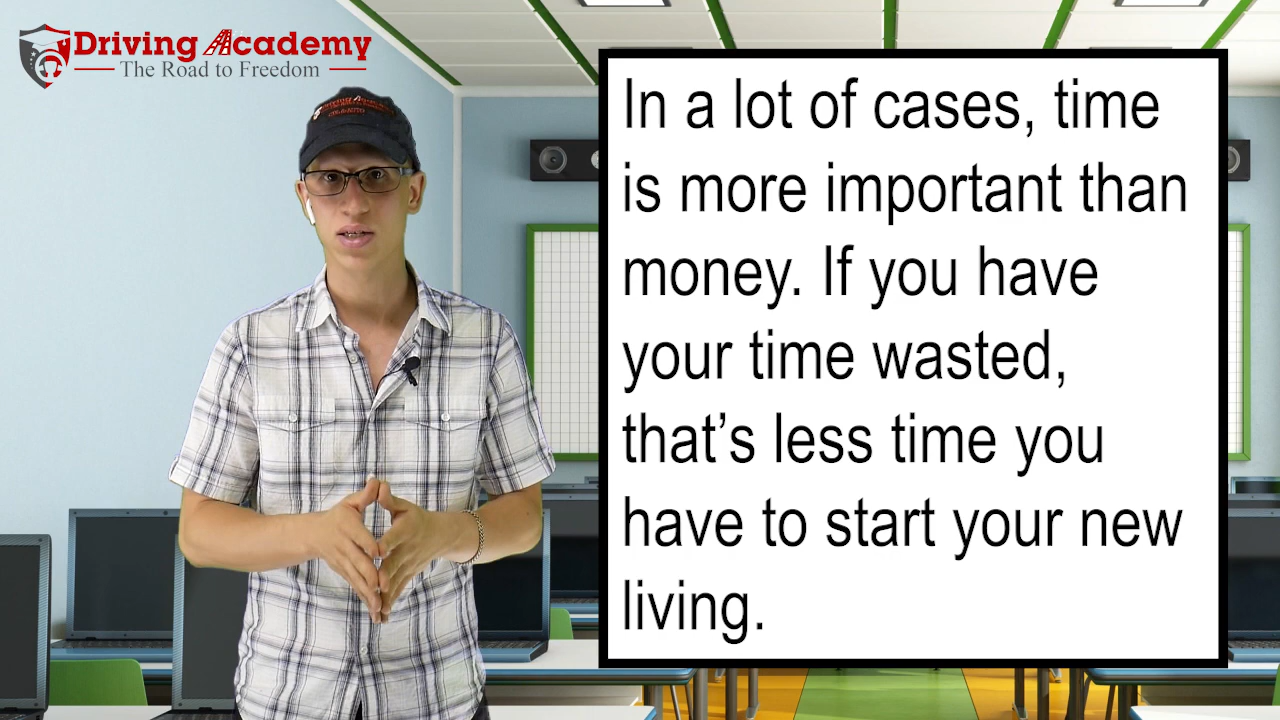 Driving Academy
The Road to Freedom
In a lot of cases, time
is more important than
money. If you have
your time wasted,
that's less time you
have to start your new
living.